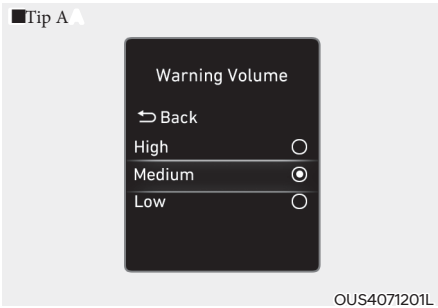 ■Tip A
Warning Volume
Back
High
Medium
Low
OUS4071201L